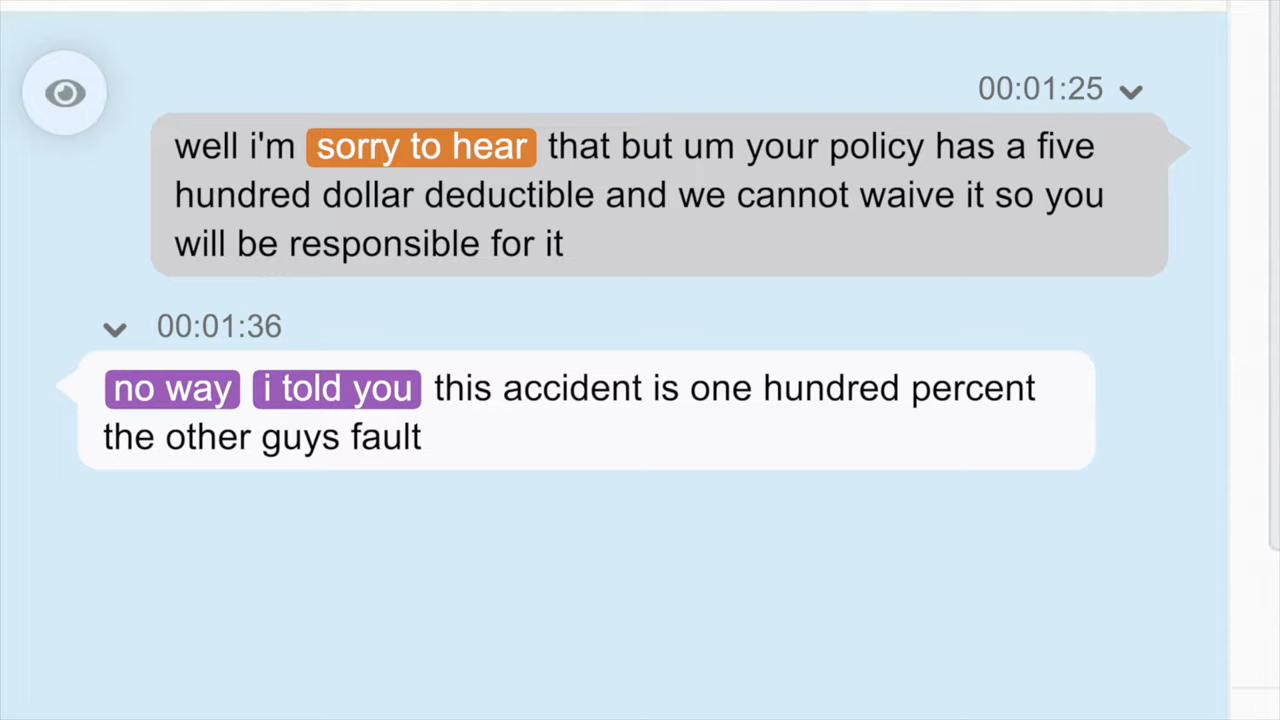 00:01:25
well i'm sorry to hear that but um your policy has a five
hundred dollar deductible and we cannot waive it so you
will be responsible for it
00:01:36
no way i told you this accident is one hundred percent
the other guys fault